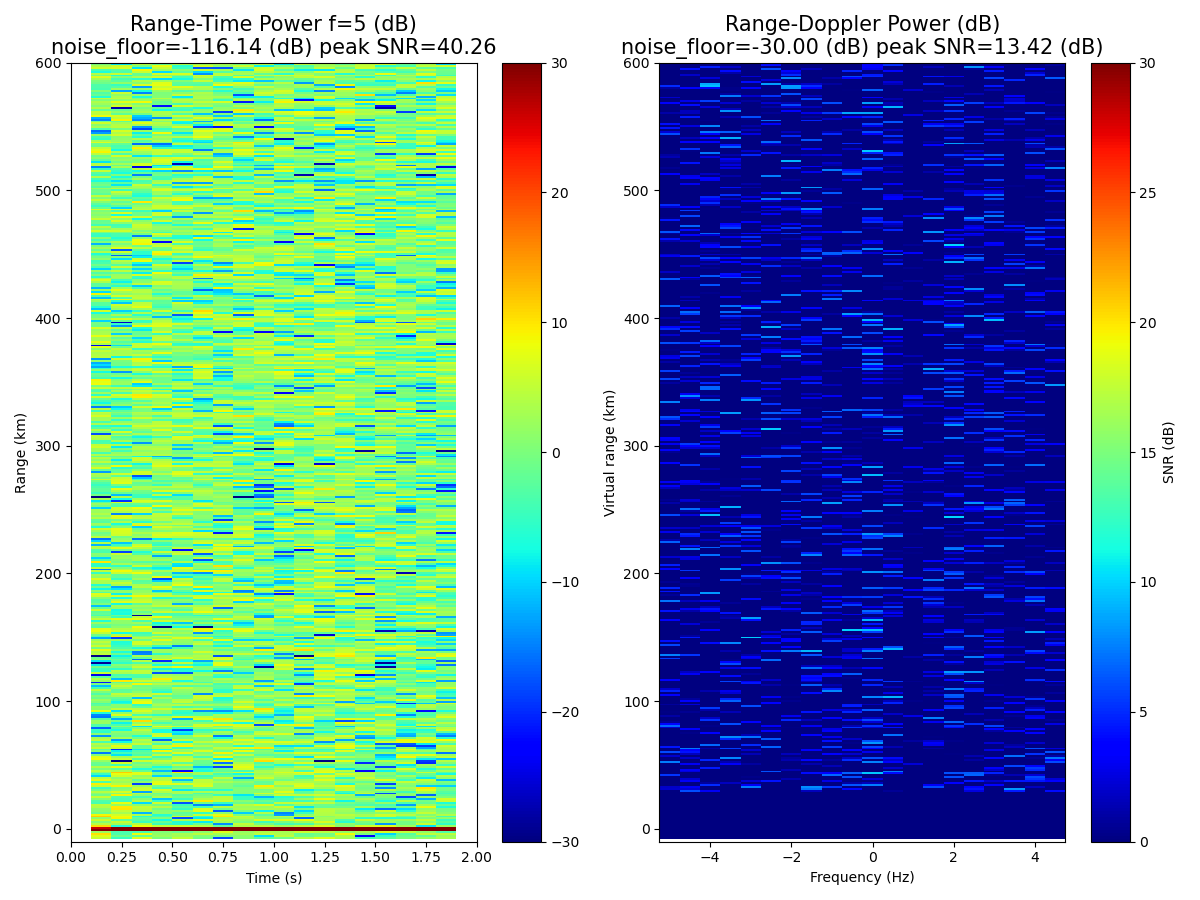 Range-Time Power f=5 (dB)
noise_floor=-116.14 (dB) peak SNR=40.26
Range-Doppler Power (dB)
noise_floor=-30.00 (dB) peak SNR=13.42 (dB)
600
500
400
300
200
100
0
Range (km)
0.00 0.25 0.50 0.75 1.00 1.25 1.50 1.75 2.00
Time (s)
30
20
10
0
−10
−20
−30
600
500
400
300
200
100
0
Virtual range (km)
−4 −2 0 2 4
Frequency (Hz)
30
25
20
15
10
5
0
SNR (dB)